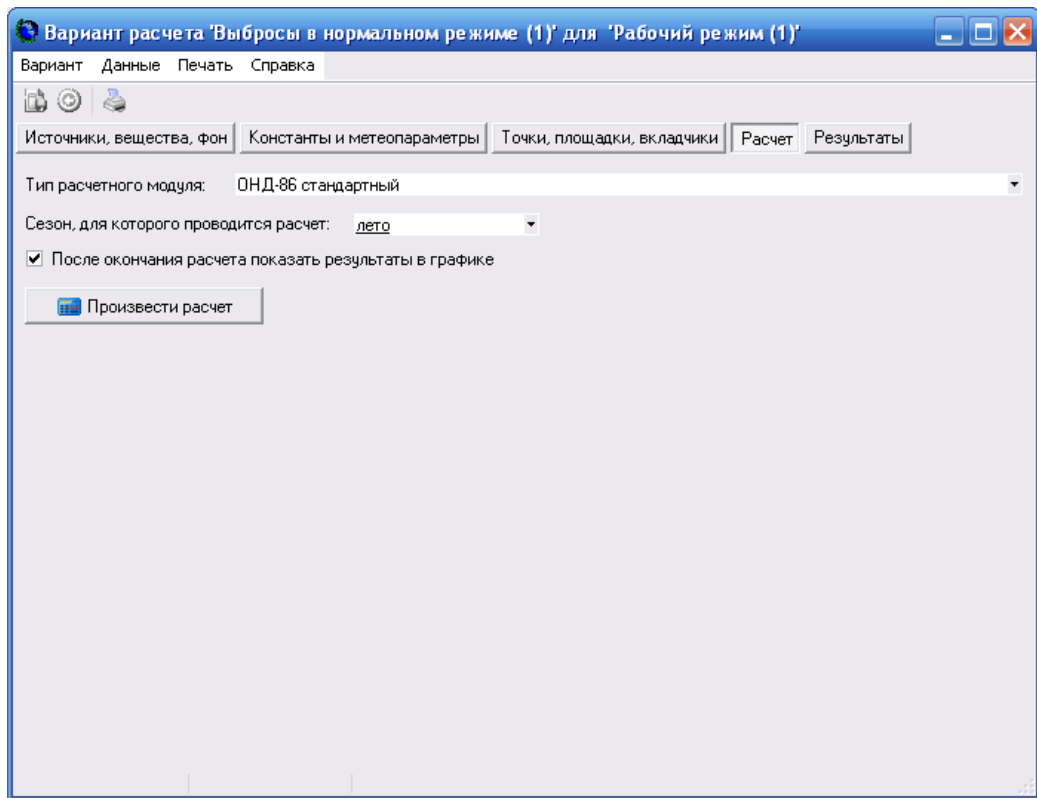 Вариант расчета 'Выбросы в нормальном режиме (1)' для 'Рабочий режим (1)'
Вариант Данные Печать Справка
Источники, вещества, фон Константы и метеопараметры Точки, площадки, вкладчики Расчет Результаты
Тип расчетного модуля: ОНД-86 стандартный
Сезон, для которого проводится расчет: лето
После окончания расчета показать результаты в графике
Произвести расчет